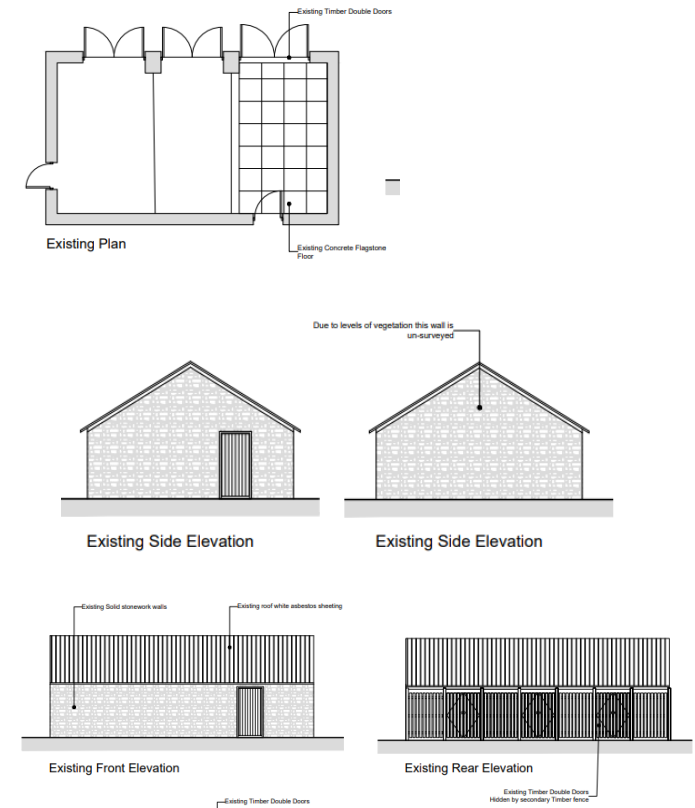 Existing Timber Double Doors
Existing Plan
Existing Concrete Flagstone
Floor
Due to levels of vegetation this wall is
un-surveyed
Existing Side Elevation
Existing Side Elevation
Existing Solid stonework walls
Existing roof white asbestos sheeting
Existing Front Elevation
Existing Rear Elevation
Existing Timber Double Doors
Hidden by secondary Timber fence
Existing Timber Double Doors